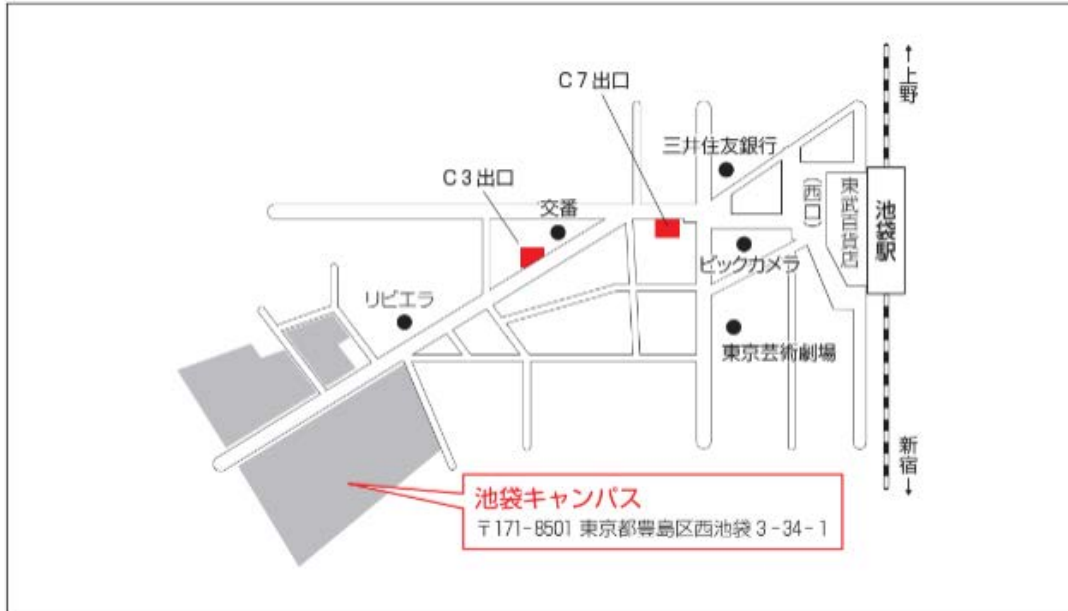 ↑上野
C7出口
三井住友銀行
C3出口
交番
(西口)
東武百貨店
池袋駅
ビックカメラ
リビエラ
東京芸術劇場
新宿↓
池袋キャンパス
〒171-8501 東京都豊島区西池袋3-34-1